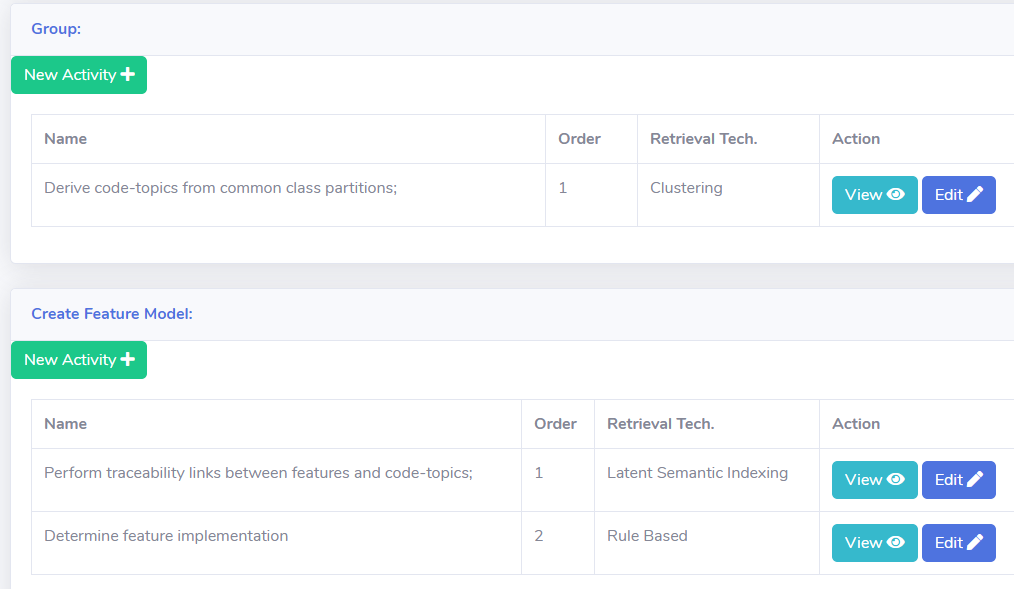 Group:
New Activity
Name Order Retrieval Tech. Action
Derive code-topics from common class partitions; 1 Clustering View Edit
Create Feature Model:
New Activity
Name Order Retrieval Tech. Action
Perform traceability links between features and code-topics; 1 Latent Semantic Indexing View Edit
Determine feature implementation 2 Rule Based View Edit